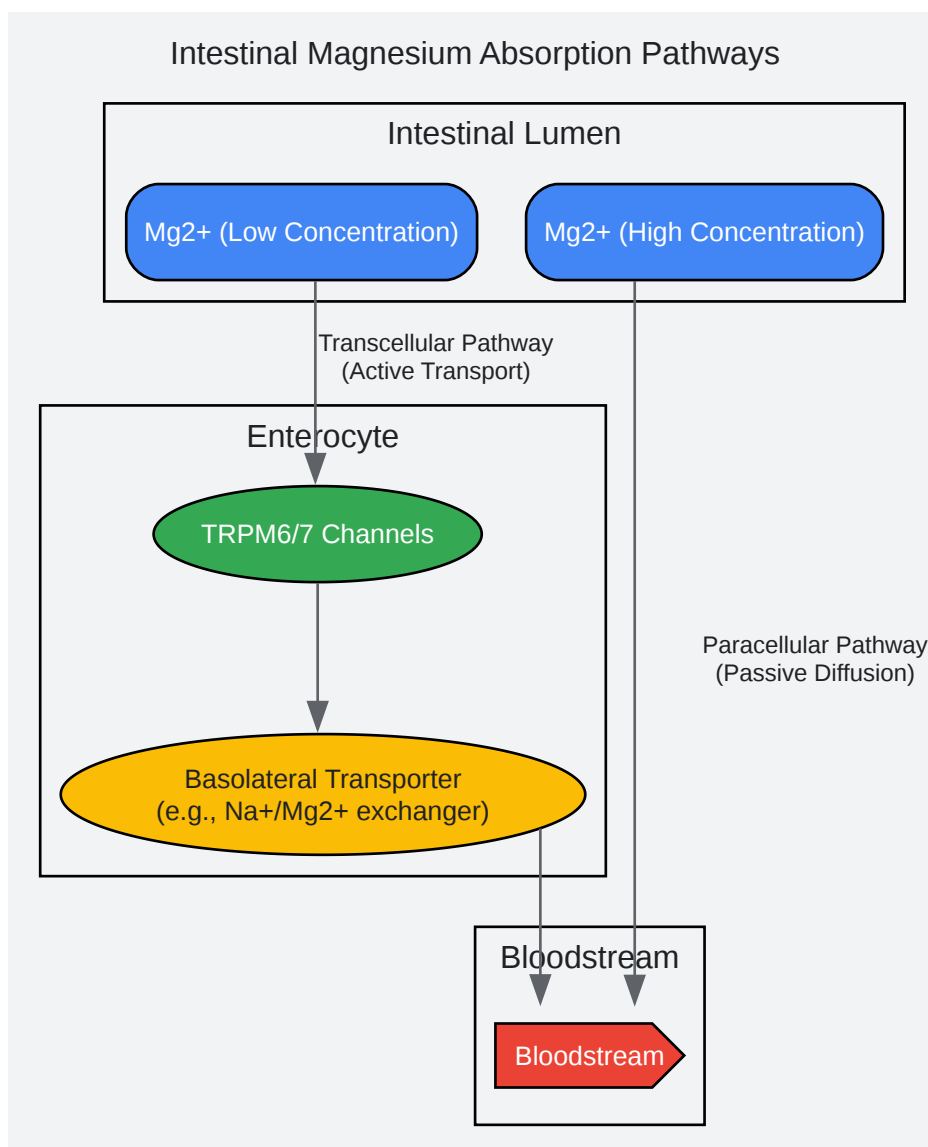 Intestinal Magnesium Absorption Pathways
Intestinal Lumen
Mg2+ (Low Concentration)
Mg2+ (High Concentration)
Transcellular Pathway
(Active Transport)
Enterocyte
TRPM6/7 Channels
Paracellular Pathway
(Passive Diffusion)
Basolateral Transporter
(e.g., Na+/Mg2+ exchanger)
Bloodstream
Bloodstream